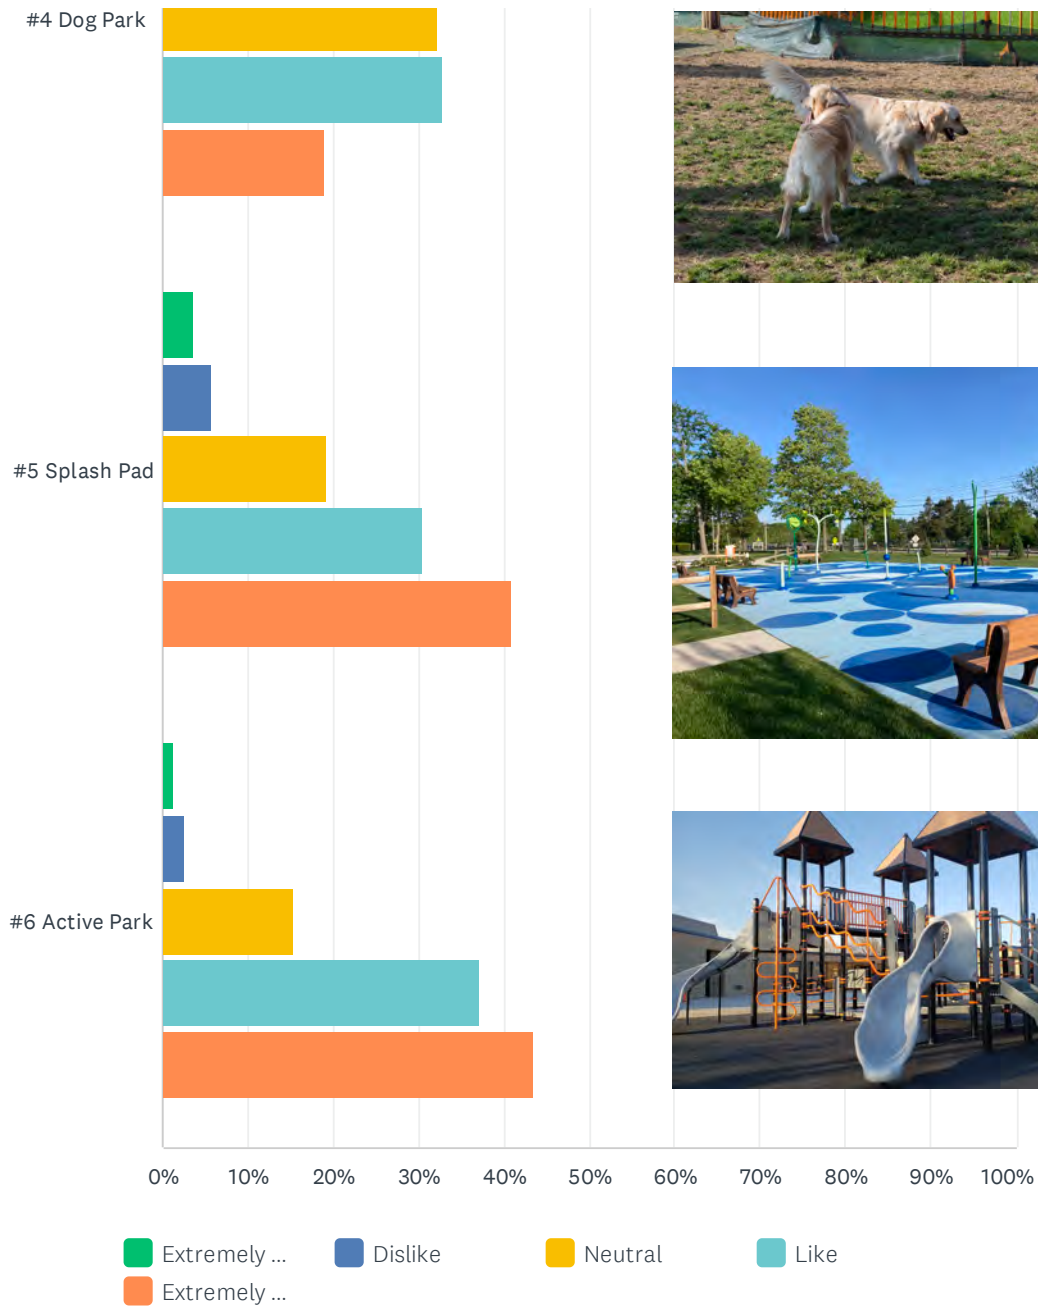 #4 Dog Park
#5 Splash Pad
#6 Active Park
0% 10% 20% 30% 40% 50% 60% 70% 80% 90% 100%
Extremely ... Dislike Neutral Like
Extremely ...